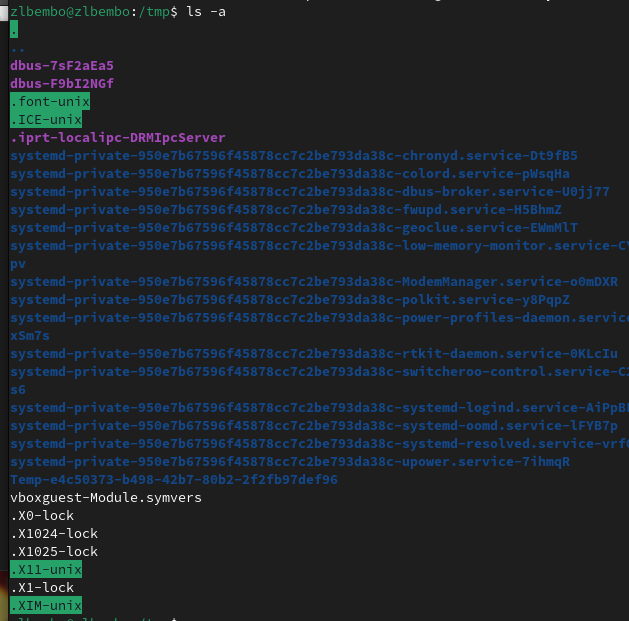 zlbembo@zlbembo:/tmp$ ls -a
.
..
dbus-7sF2aEa5
dbus-F9bI2NGf
.font-unix
.ICE-unix
.iprt-localipc-DRMIpcServer
systemd-private-950e7b67596f45878cc7c2be793da38c-chronyd.service-Dt9fB5
systemd-private-950e7b67596f45878cc7c2be793da38c-colord.service-pWsqHa
systemd-private-950e7b67596f45878cc7c2be793da38c-dbus-broker.service-U0jj77
systemd-private-950e7b67596f45878cc7c2be793da38c-fwupd.service-H5BhmZ
systemd-private-950e7b67596f45878cc7c2be793da38c-geoclue.service-EWmMlT
systemd-private-950e7b67596f45878cc7c2be793da38c-low-memory-monitor.service-C
pv
systemd-private-950e7b67596f45878cc7c2be793da38c-ModemManager.service-o0mDXR
systemd-private-950e7b67596f45878cc7c2be793da38c-polkit.service-y8PqpZ
systemd-private-950e7b67596f45878cc7c2be793da38c-power-profiles-daemon.service
xSm7s
systemd-private-950e7b67596f45878cc7c2be793da38c-rtkit-daemon.service-0KLcIu
systemd-private-950e7b67596f45878cc7c2be793da38c-switcheroo-control.service-C
s6
systemd-private-950e7b67596f45878cc7c2be793da38c-systemd-logind.service-AiPpB
systemd-private-950e7b67596f45878cc7c2be793da38c-systemd-oomd.service-lFYB7p
systemd-private-950e7b67596f45878cc7c2be793da38c-systemd-resolved.service-vrf
systemd-private-950e7b67596f45878cc7c2be793da38c-upower.service-7ihmqR
Temp-e4c50373-b498-42b7-80b2-2f2fb97def96
vboxguest-Module.symvers
.X0-lock
.X1024-lock
.X1025-lock
.X11-unix
.X1-lock
.XIM-unix